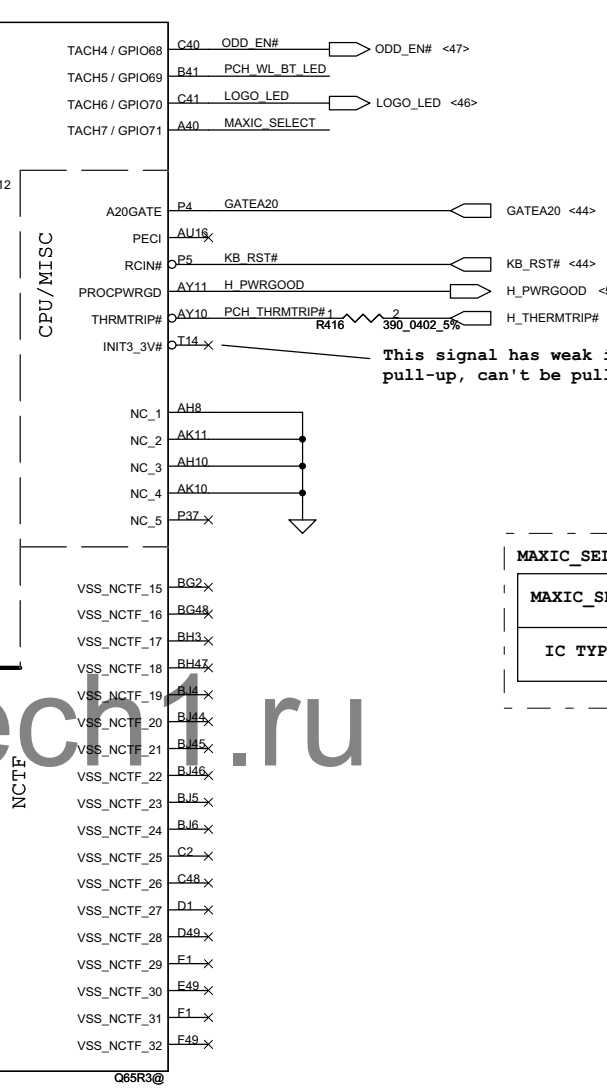 TACH4 / GPIO68 C40 ODD_EN# ODD_EN# <47>
TACH5 / GPIO69 B41 PCH_WL_BT_LED
TACH6 / GPIO70 C41 LOGO_LED LOGO_LED <46>
TACH7 / GPIO71 A40 MAXIC_SELECT
12
CPU/MISC
A20GATE P4 GATEA20 GATEA20 <44>
PECI AU16
RCIN# P5 KB_RST# KB_RST# <44>
PROCPWRGD AY11 H_PWRGOOD H_PWRGOOD
THRMTRIP# AY10 PCH_THRMTRIP# 1 2 H_THERMTRIP#
R416 390_0402_5%
INIT3_3V# T14
This signal has weak
pull-up, can't be
NC_1 AH8
NC_2 AK11
NC_3 AH10
NC_4 AK10
NC_5 P37
MAXIC_SE
MAXIC_S
IC TYP
NCTF
VSS_NCTF_15 BG2
VSS_NCTF_16 BG48
VSS_NCTF_17 BH3
VSS_NCTF_18 BH47
VSS_NCTF_19 BJ4
VSS_NCTF_20 BJ44
VSS_NCTF_21 BJ45
VSS_NCTF_22 BJ46
VSS_NCTF_23 BJ5
VSS_NCTF_24 BJ6
VSS_NCTF_25 C2
VSS_NCTF_26 C48
VSS_NCTF_27 D1
VSS_NCTF_28 D49
VSS_NCTF_29 E1
VSS_NCTF_30 E49
VSS_NCTF_31 F1
VSS_NCTF_32 F49
Q65R3@
ech1.ru